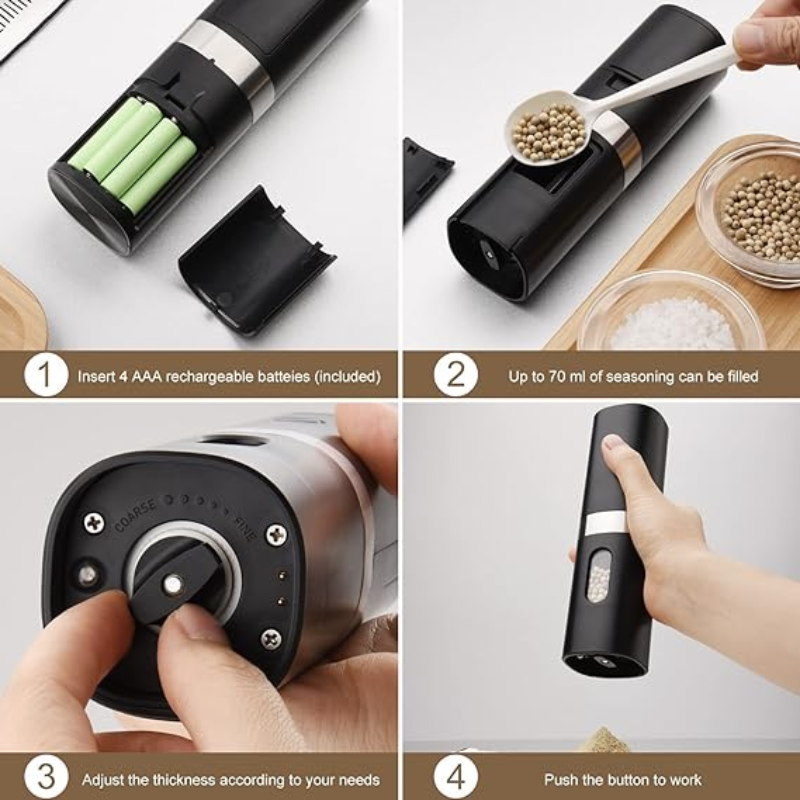 1 Insert 4 AAA rechargeable batteies (included)
2 Up to 70 ml of seasoning can be filled
COARSE FINE
3 Adjust the thickness according to your needs
4 Push the button to work